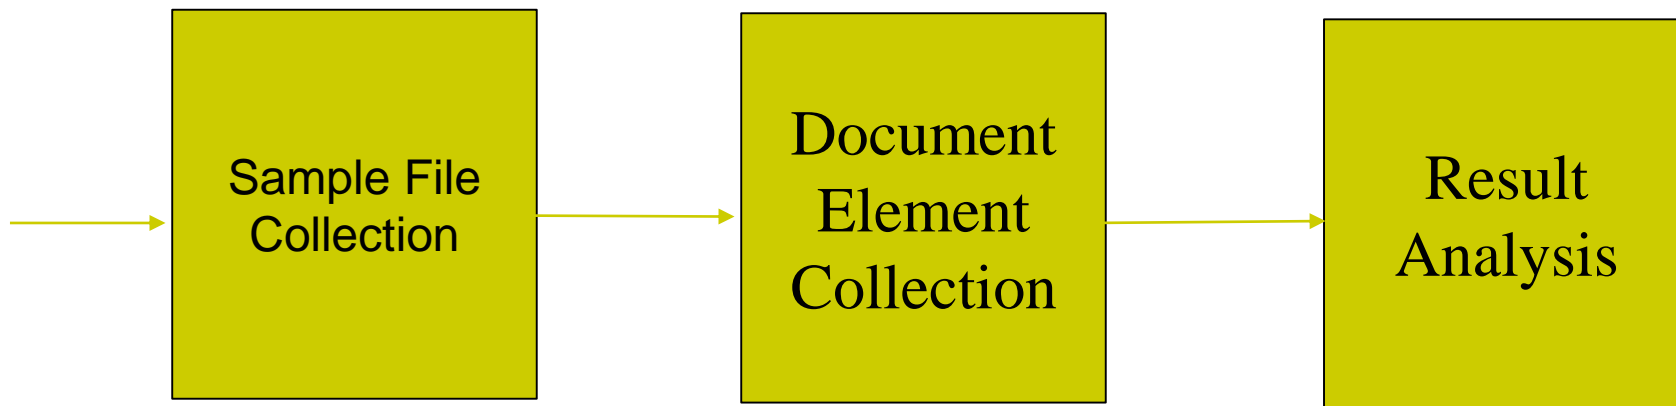 Sample File
Collection
Document
Element
Collection
Result
Analysis